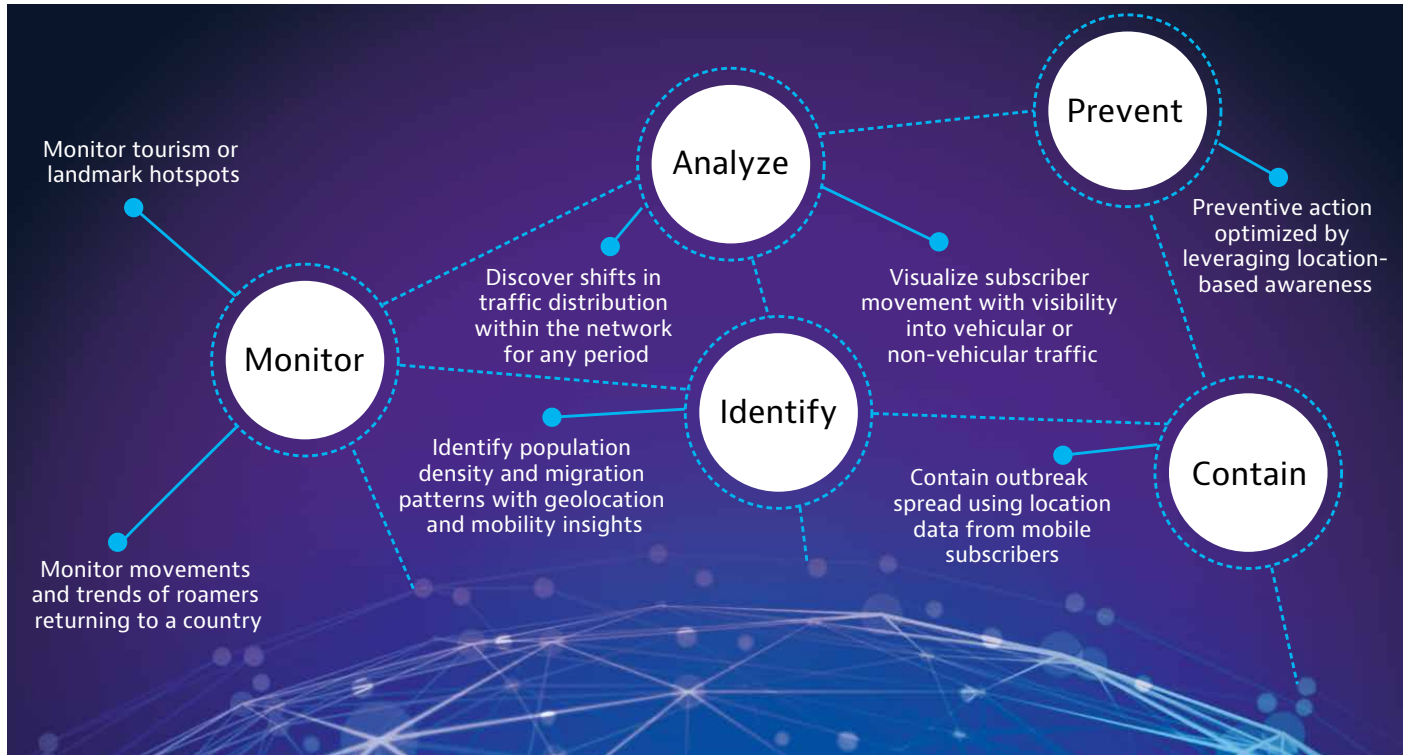 Monitor tourism or
landmark hotspots
Monitor
Monitor movements
and trends of roamers
returning to a country
Analyze
Discover shifts in
traffic distribution
within the network
for any period
Visualize subscriber
movement with visibility
into vehicular or
non-vehicular traffic
Identify
Identify population
density and migration
patterns with geolocation
and mobility insights
Prevent
Preventive action
optimized by
leveraging location-
based awareness
Contain
Contain outbreak
spread using location
data from mobile
subscribers